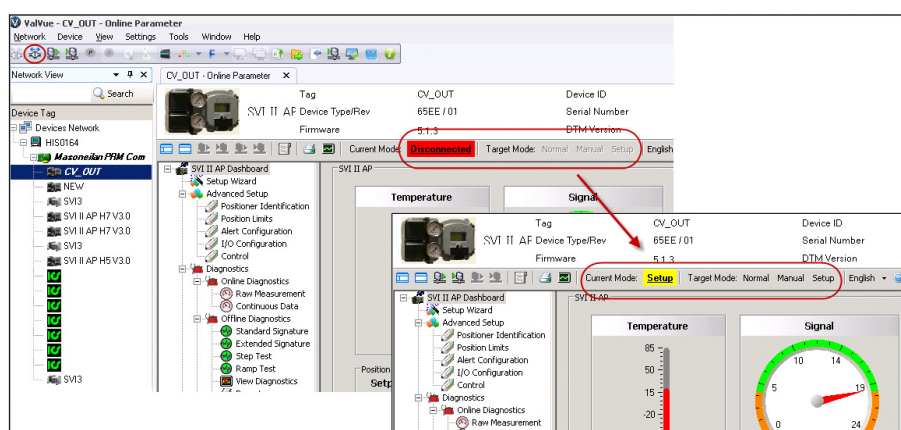 ValVue - CV_OUT - Online Parameter
Network Device View Settings Tools Window Help
Network View
CV_OUT - Online Parameter
Search
Device Tag
Devices Network
HIS0164
Masoneilan PRM Com
CV_OUT
NEW
SVI3
SVI II AP H7 V3.0
SVI II AP H7 V3.0
SVI3
SVI II AP H5 V3.0
SVI3
SVI II AP
Tag CV_OUT Device ID
Device Type/Rev 65EE / 01 Serial Number
Firmware 5.1.3 DTM Version
Current Mode: Disconnected Target Mode: Normal Manual Setup English
SVI II AP Dashboard
Setup Wizard
Advanced Setup
Positioner Identification
Position Limits
Alert Configuration
I/O Configuration
Control
Diagnostics
Online Diagnostics
Raw Measurement
Continuous Data
Offline Diagnostics
Standard Signature
Extended Signature
Step Test
Ramp Test
View Diagnostics
SVI II AP
Temperature Signal
Position
Setp
SVI II AP
Tag CV_OUT Device ID
Device Type/Rev 65EE / 01 Serial Number
Firmware 5.1.3 DTM Version
Current Mode: Setup Target Mode: Normal Manual Setup English
SVI II AP Dashboard
Setup Wizard
Advanced Setup
Positioner Identification
Position Limits
Alert Configuration
I/O Configuration
Control
Diagnostics
Online Diagnostics
Raw Measurement
SVI II AP
Temperature
85
50
15
-20
Signal
10 14
5 19
0 24